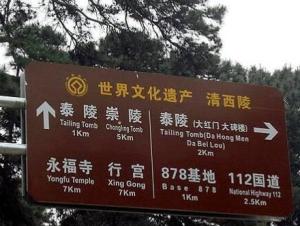 世界文化遗产 清西陵
泰陵 崇陵 泰陵(大红门 大碑楼)
Tailing Tomb Chongling Tomb Tailing Tomb(Da Hong Men
1Km 5Km Da Bei Lou)
2Km
永福寺 行宫 878基地 112国道
Yongfu Temple Xing Gong Base 878 National Highway 112
7Km 7Km 1Km 2.5Km